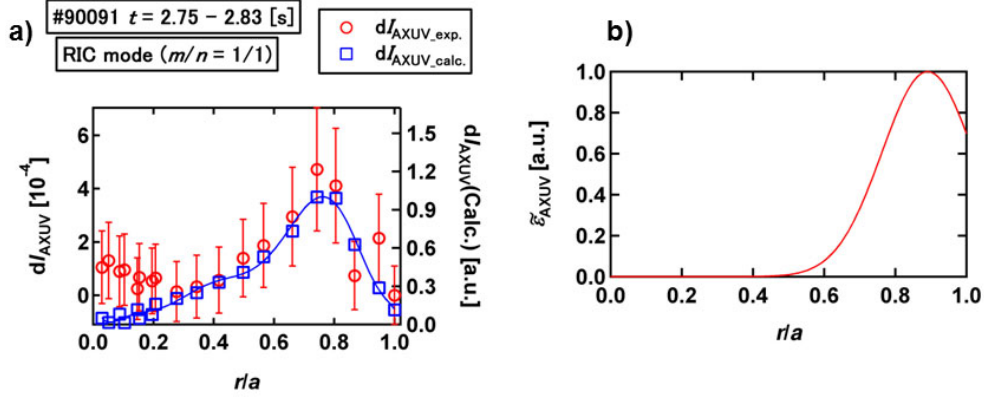 #90091 t = 2.75 – 2.83 [s]
a)
RIC mode (m/n = 1/1)
dI_AXUV_exp.
dI_AXUV_calc.
b)
dI_AXUV [10⁻⁴]
6
4
2
0
1.5
1.2
0.9
0.6
0.3
0.0
dI_AXUV(Calc.) [a.u.]
0.0 0.2 0.4 0.6 0.8 1.0
r/a
ε̃_AXUV [a.u.]
1.0
0.8
0.6
0.4
0.2
0.0
0.0 0.2 0.4 0.6 0.8 1.0
r/a